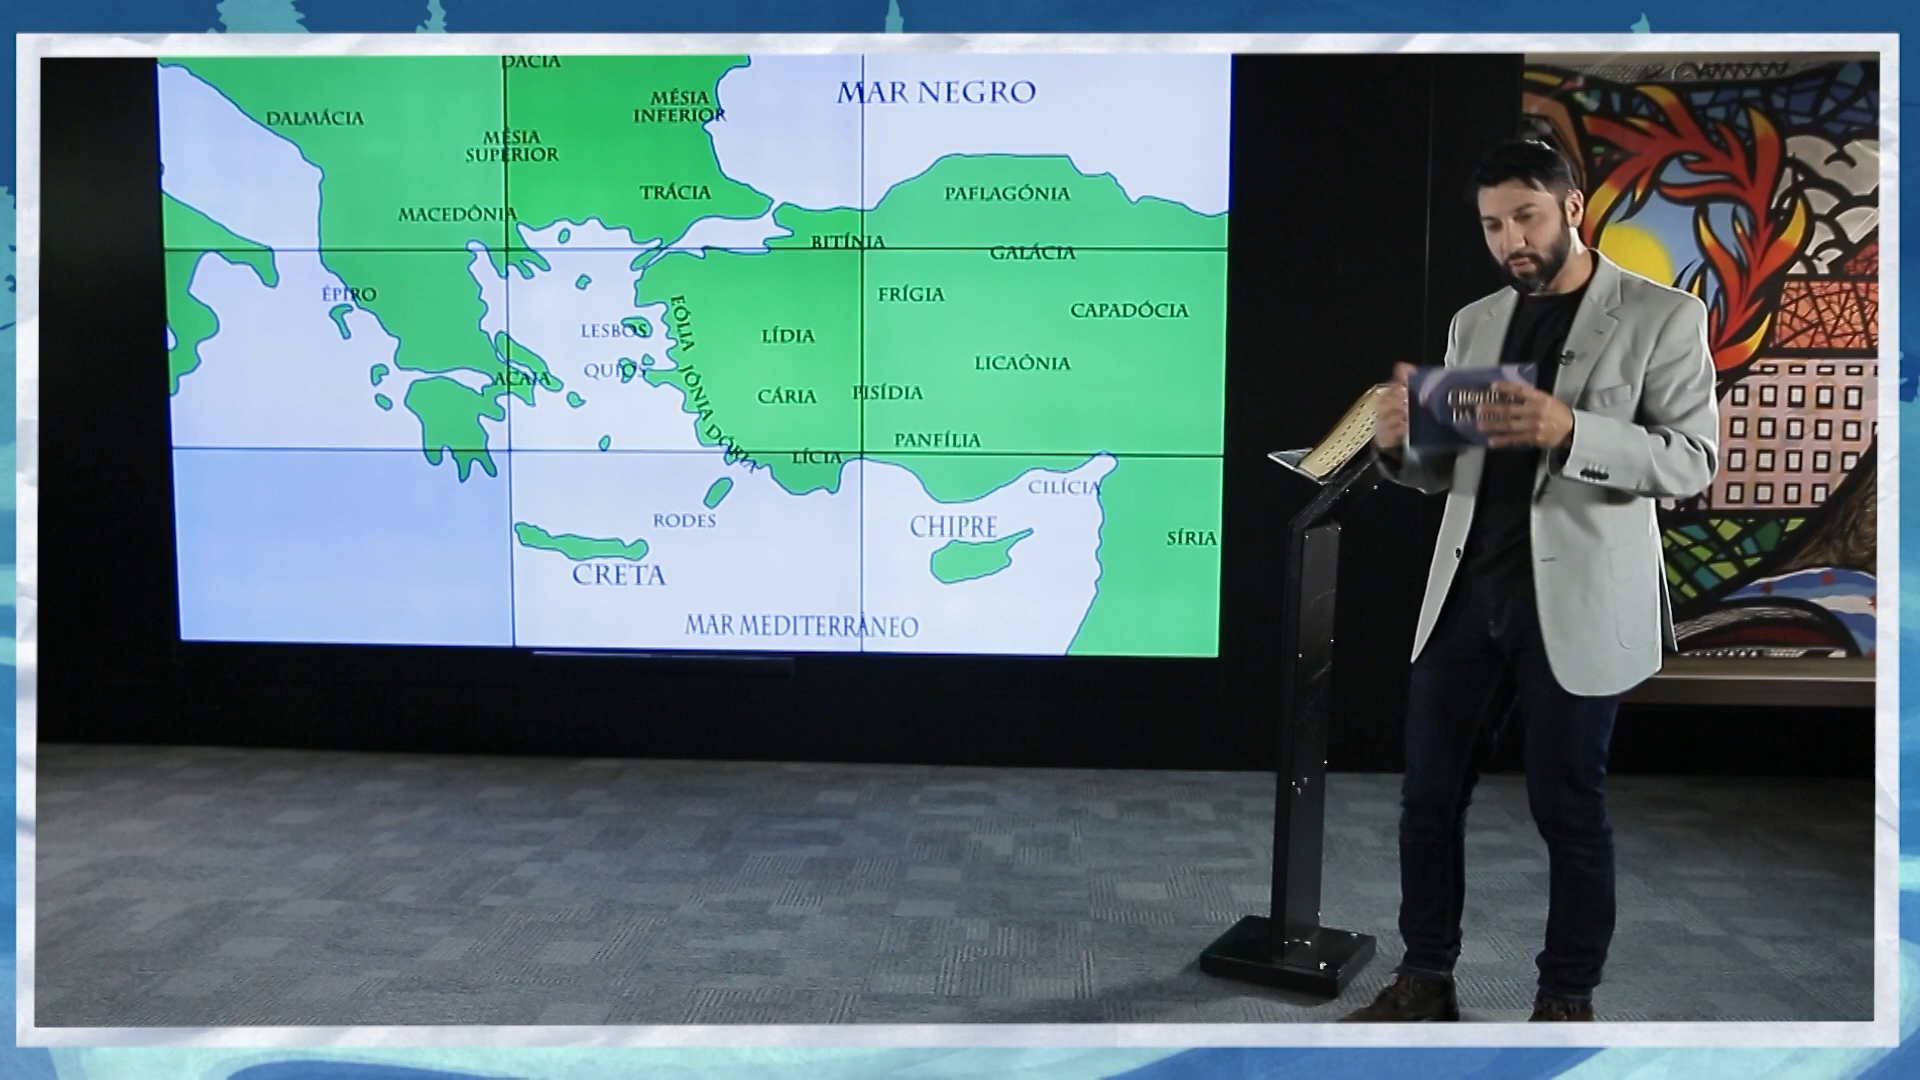 DACIA
MÉSIA
INFERIOR
MAR NEGRO
DALMÁCIA
MÉSIA
SUPERIOR
TRÁCIA
PAFLAGÓNIA
MACEDÔNIA
BITÍNIA
GALÁCIA
ÉPIRO
FRÍGIA
CAPADÓCIA
EÓLIA
LESBOS
LÍDIA
LICAÔNIA
QUIOS
ACAIA
JÔNIA
CÁRIA
PISÍDIA
DÓRIA
PANFÍLIA
LÍCIA
CILÍCIA
RODES
CHIPRE
SÍRIA
CRETA
MAR MEDITERRÂNEO